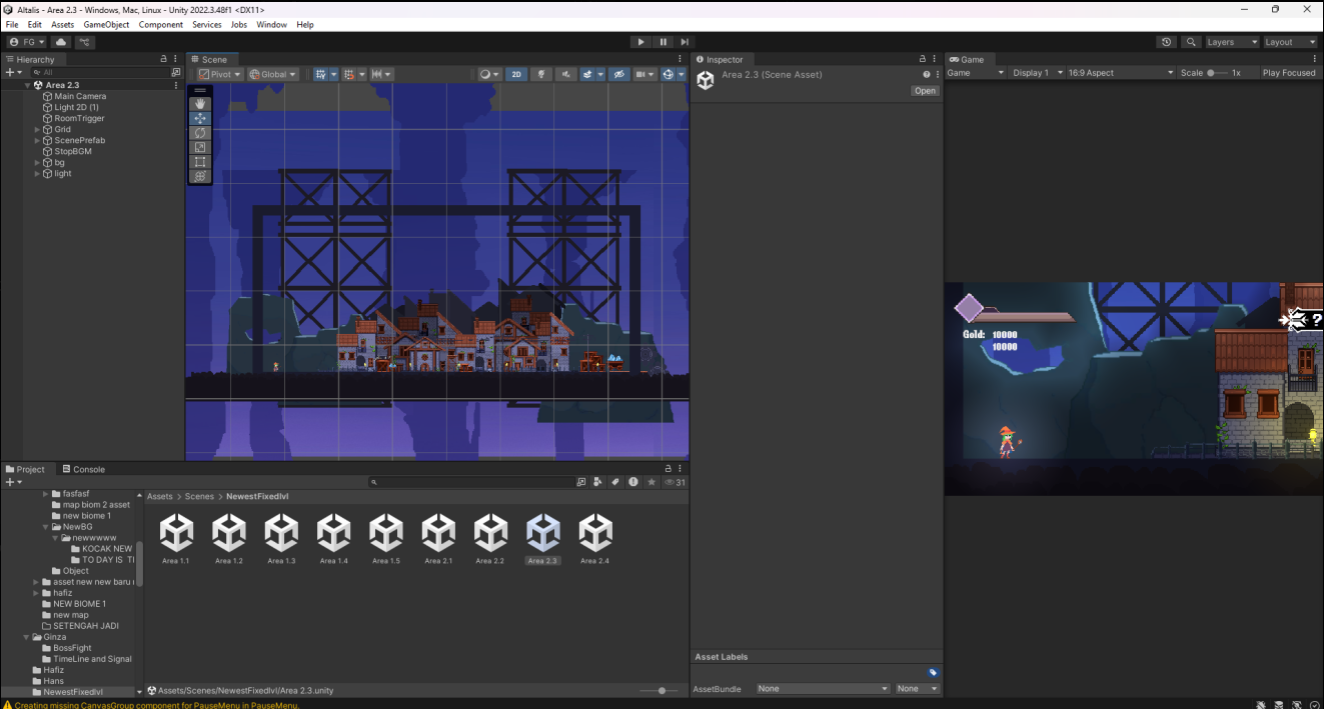 Altalis - Area 2.3 - Windows, Mac, Linux - Unity 2022.3.48f1 <DX11>
File Edit Assets GameObject Component Services Jobs Window Help
FG Layers Layout
Hierarchy
All
Area 2.3
Main Camera
Light 2D (1)
RoomTrigger
Grid
ScenePrefab
StopBGM
bg
light
Scene
Pivot Global 2D
Inspector
Area 2.3 (Scene Asset)
Open
Asset Labels
AssetBundle None None
Game
Game Display 1 16:9 Aspect Scale 1x Play Focused
Gold: 10000
10000
?
Project Console
31
fasfasf
map biom 2 asset
new biome 1
NewBG
newwwww
KOCAK NEW
TO DAY IS TI
Object
asset new new baru
hafiz
NEW BIOME 1
new map
SETENGAH JADI
Ginza
BossFight
TimeLine and Signal
Hafiz
Hans
NewestFixedlvl
Assets > Scenes > NewestFixedlvl
Area 1.1 Area 1.2 Area 1.3 Area 1.4 Area 1.5 Area 2.1 Area 2.2 Area 2.3 Area 2.4
Assets/Scenes/NewestFixedlvl/Area 2.3.unity
Creating missing CanvasGroup component for PauseMenu in PauseMenu.